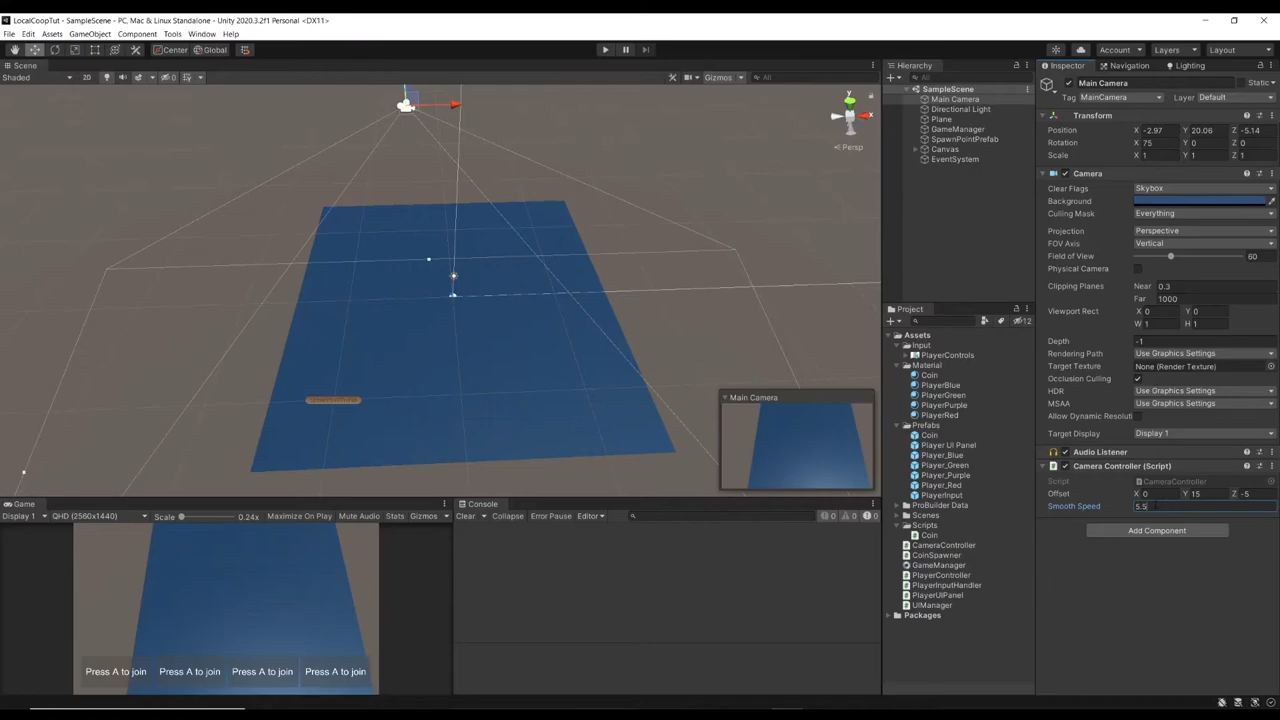 LocalCoopTut - SampleScene - PC, Mac & Linux Standalone - Unity 2020.3.2f1 Personal <DX11>
File Edit Assets GameObject Component Tools Window Help
Center Global Account Layers Layout
Scene
Shaded 2D 0 Gizmos All
y
x
Persp
Main Camera
Game
Display 1 QHD (2560x1440) Scale 0.24x Maximize On Play Mute Audio Stats Gizmos
Press A to join Press A to join Press A to join Press A to join
Console
Clear Collapse Error Pause Editor 0 0 0
Hierarchy
All
SampleScene
Main Camera
Directional Light
Plane
GameManager
SpawnPointPrefab
Canvas
EventSystem
Project
12
Assets
Input
PlayerControls
Material
Coin
PlayerBlue
PlayerGreen
PlayerPurple
PlayerRed
Prefabs
Coin
Player UI Panel
Player_Blue
Player_Green
Player_Purple
Player_Red
PlayerInput
ProBuilder Data
Scenes
Scripts
Coin
CameraController
CoinSpawner
GameManager
PlayerController
PlayerInputHandler
PlayerUIPanel
UIManager
Packages
Inspector Navigation Lighting
Main Camera Static
Tag MainCamera Layer Default
Transform
Position X -2.97 Y 20.06 Z -5.14
Rotation X 75 Y 0 Z 0
Scale X 1 Y 1 Z 1
Camera
Clear Flags Skybox
Background
Culling Mask Everything
Projection Perspective
FOV Axis Vertical
Field of View 60
Physical Camera
Clipping Planes Near 0.3
Far 1000
Viewport Rect X 0 Y 0
W 1 H 1
Depth -1
Rendering Path Use Graphics Settings
Target Texture None (Render Texture)
Occlusion Culling
HDR Use Graphics Settings
MSAA Use Graphics Settings
Allow Dynamic Resoluti
Target Display Display 1
Audio Listener
Camera Controller (Script)
Script CameraController
Offset X 0 Y 15 Z -5
Smooth Speed 5.5
Add Component